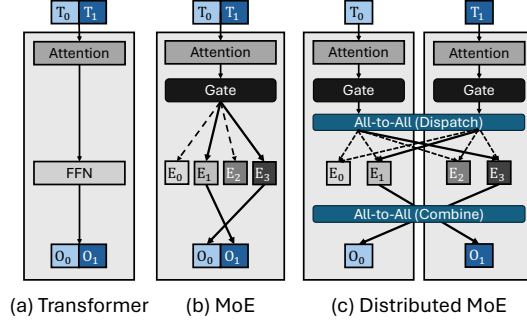 T₀ T₁
Attention
FFN
O₀ O₁
(a) Transformer
T₀ T₁
Attention
Gate
E₀ E₁ E₂ E₃
O₀ O₁
(b) MoE
T₀ T₁
Attention Attention
Gate Gate
All-to-All (Dispatch)
E₀ E₁ E₂ E₃
All-to-All (Combine)
O₀ O₁
(c) Distributed MoE